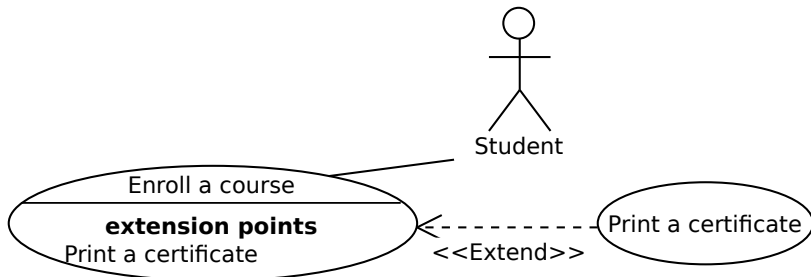 Student
Enroll a course
extension points
Print a certificate
Print a certificate
<<Extend>>